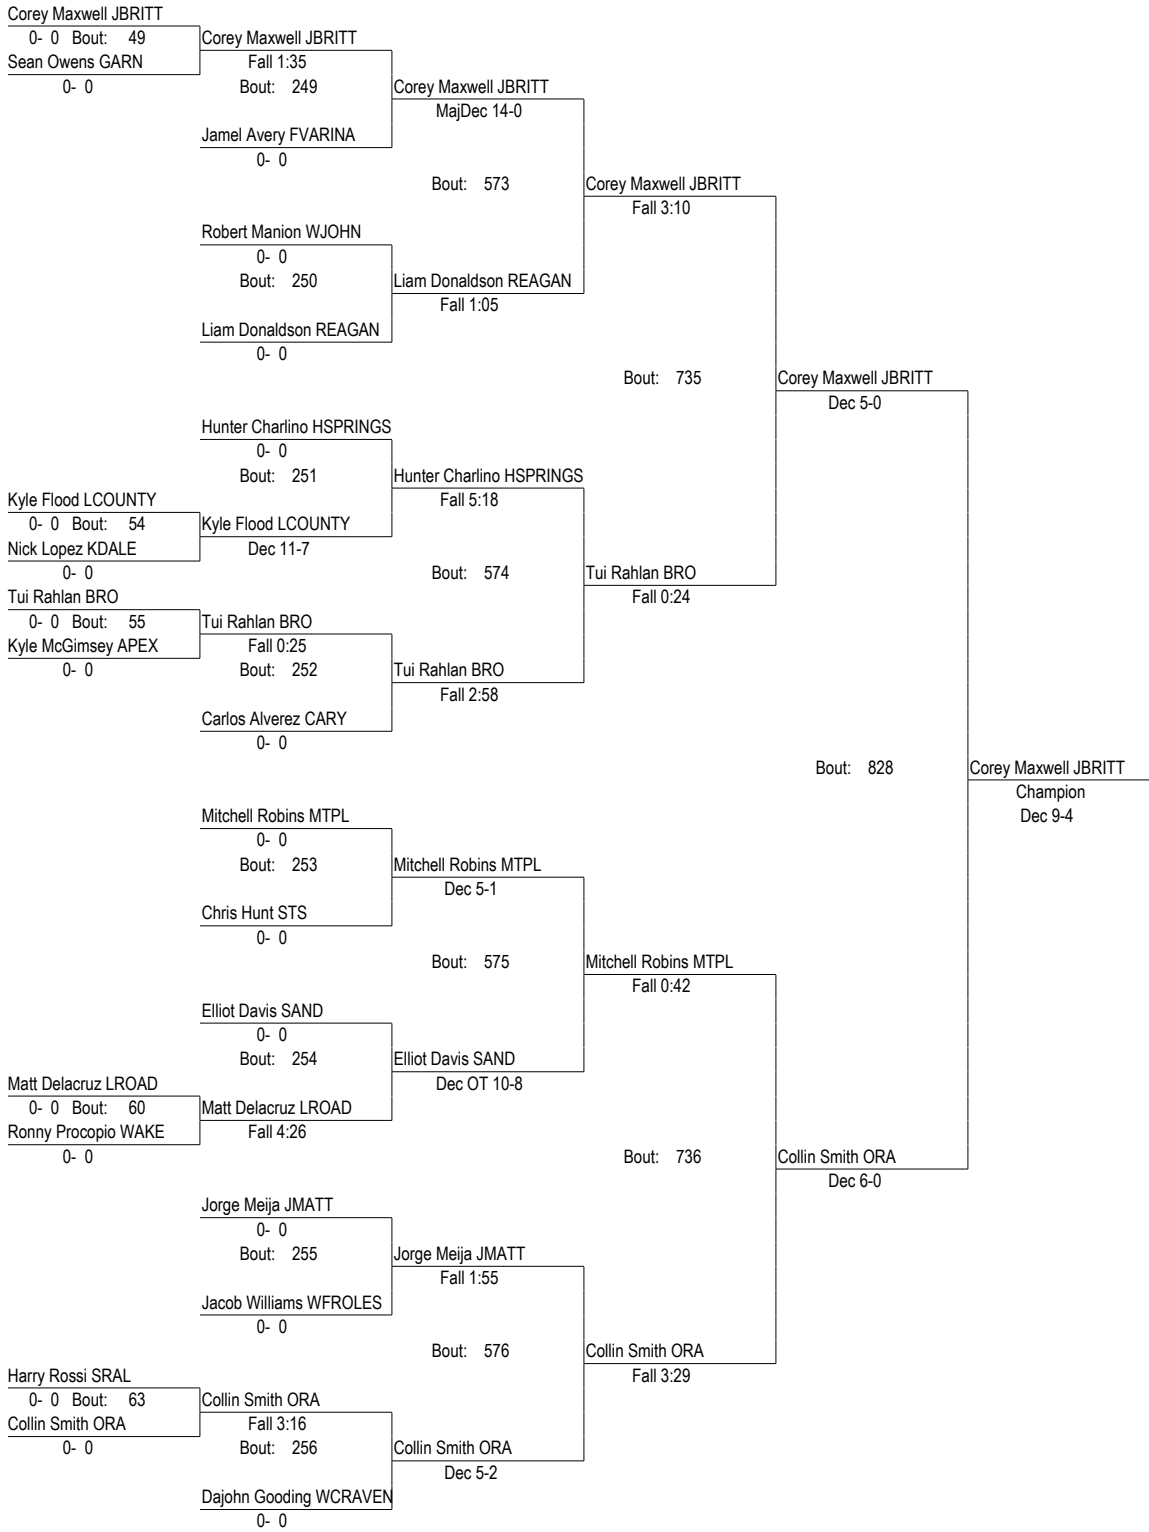 Corey Maxwell JBRITT
0- 0 Bout: 49
Corey Maxwell JBRITT
Sean Owens GARN
Fall 1:35
0- 0
Bout: 249
Corey Maxwell JBRITT
MajDec 14-0
Jamel Avery FVARINA
0- 0
Bout: 573
Corey Maxwell JBRITT
Fall 3:10
Robert Manion WJOHN
0- 0
Bout: 250
Liam Donaldson REAGAN
Fall 1:05
Liam Donaldson REAGAN
0- 0
Bout: 735
Corey Maxwell JBRITT
Dec 5-0
Hunter Charlino HSPRINGS
0- 0
Bout: 251
Hunter Charlino HSPRINGS
Kyle Flood LCOUNTY
Fall 5:18
0- 0 Bout: 54
Kyle Flood LCOUNTY
Nick Lopez KDALE
Dec 11-7
0- 0
Bout: 574
Tui Rahlan BRO
Tui Rahlan BRO
Fall 0:24
0- 0 Bout: 55
Tui Rahlan BRO
Kyle McGimsey APEX
Fall 0:25
0- 0
Bout: 252
Tui Rahlan BRO
Fall 2:58
Carlos Alverez CARY
0- 0
Bout: 828
Corey Maxwell JBRITT
Champion
Dec 9-4
Mitchell Robins MTPL
0- 0
Bout: 253
Mitchell Robins MTPL
Dec 5-1
Chris Hunt STS
0- 0
Bout: 575
Mitchell Robins MTPL
Fall 0:42
Elliot Davis SAND
0- 0
Bout: 254
Elliot Davis SAND
Matt Delacruz LROAD
Dec OT 10-8
0- 0 Bout: 60
Matt Delacruz LROAD
Ronny Procopio WAKE
Fall 4:26
0- 0
Bout: 736
Collin Smith ORA
Dec 6-0
Jorge Meija JMATT
0- 0
Bout: 255
Jorge Meija JMATT
Fall 1:55
Jacob Williams WFROLES
0- 0
Bout: 576
Collin Smith ORA
Harry Rossi SRAL
Fall 3:29
0- 0 Bout: 63
Collin Smith ORA
Collin Smith ORA
Fall 3:16
0- 0
Bout: 256
Collin Smith ORA
Dec 5-2
Dajohn Gooding WCRAVEN
0- 0